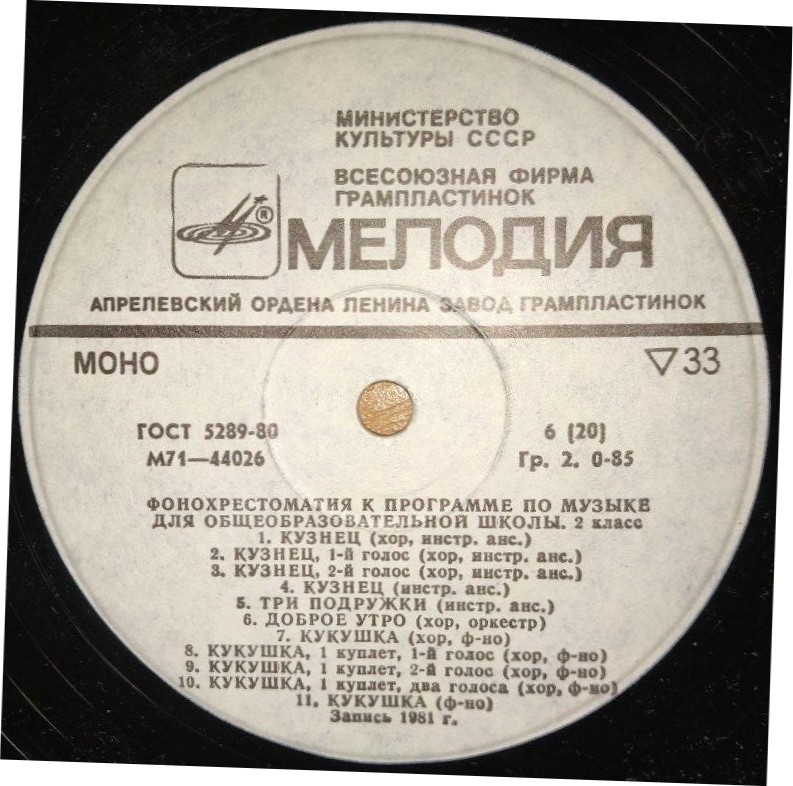 МИНИСТЕРСТВО
КУЛЬТУРЫ СССР
ВСЕСОЮЗНАЯ ФИРМА
ГРАМПЛАСТИНОК
®
МЕЛОДИЯ
АПРЕЛЕВСКИЙ ОРДЕНА ЛЕНИНА ЗАВОД ГРАМПЛАСТИНОК
МОНО ▽33
ГОСТ 5289-80 6 (20)
М71—44026 Гр. 2. 0-85
ФОНОХРЕСТОМАТИЯ К ПРОГРАММЕ ПО МУЗЫКЕ
ДЛЯ ОБЩЕОБРАЗОВАТЕЛЬНОЙ ШКОЛЫ. 2 класс
1. КУЗНЕЦ (хор, инстр. анс.)
2. КУЗНЕЦ, 1-й голос (хор, инстр. анс.)
3. КУЗНЕЦ, 2-й голос (хор, инстр. анс.)
4. КУЗНЕЦ (инстр. анс.)
5. ТРИ ПОДРУЖКИ (инстр. анс.)
6. ДОБРОЕ УТРО (хор, оркестр)
7. КУКУШКА (хор, ф-но)
8. КУКУШКА, 1 куплет, 1-й голос (хор, ф-но)
9. КУКУШКА, 1 куплет, 2-й голос (хор, ф-но)
10. КУКУШКА, 1 куплет, два голоса (хор, ф-но)
11. КУКУШКА (ф-но)
Запись 1981 г.